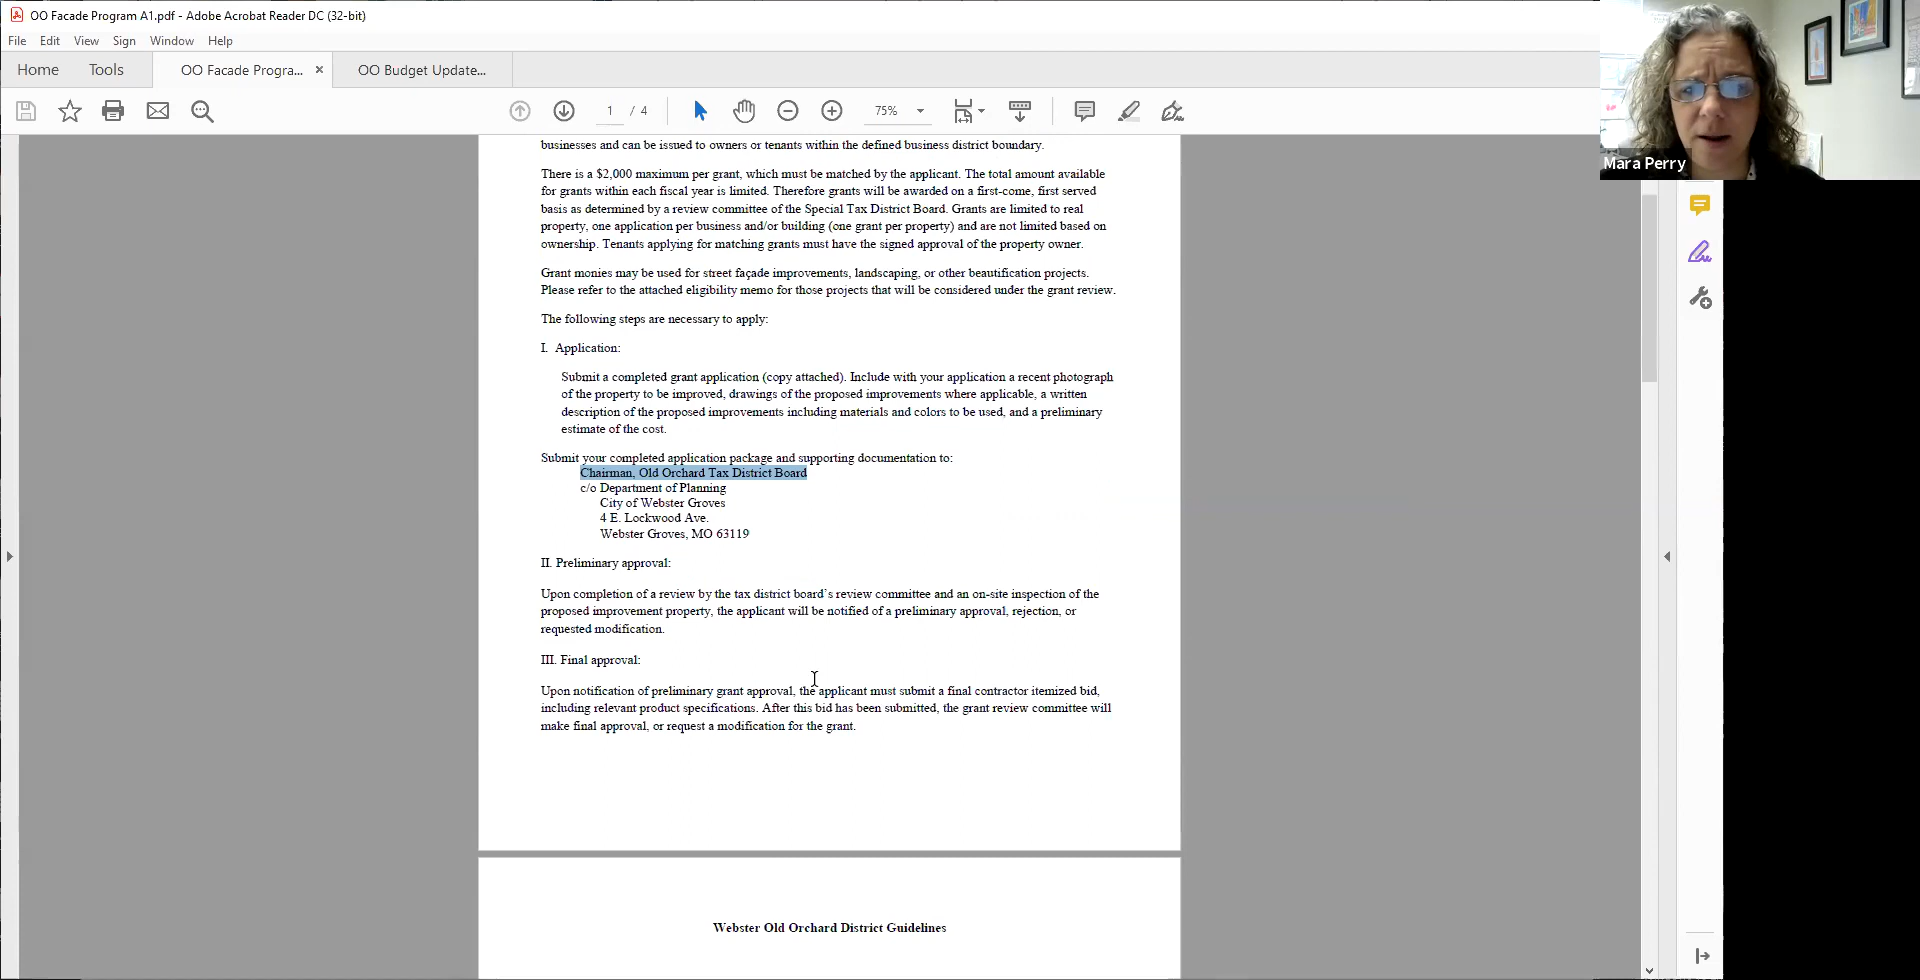 OO Facade Program A1.pdf - Adobe Acrobat Reader DC (32-bit)
File Edit View Sign Window Help
Home Tools OO Facade Progra... × OO Budget Update...
1 / 4 75%
Mara Perry
businesses and can be issued to owners or tenants within the defined business district boundary.
There is a $2,000 maximum per grant, which must be matched by the applicant. The total amount available
for grants within each fiscal year is limited. Therefore grants will be awarded on a first-come, first served
basis as determined by a review committee of the Special Tax District Board. Grants are limited to real
property, one application per business and/or building (one grant per property) and are not limited based on
ownership. Tenants applying for matching grants must have the signed approval of the property owner.
Grant monies may be used for street façade improvements, landscaping, or other beautification projects.
Please refer to the attached eligibility memo for those projects that will be considered under the grant review.
The following steps are necessary to apply:
I. Application:
Submit a completed grant application (copy attached). Include with your application a recent photograph
of the property to be improved, drawings of the proposed improvements where applicable, a written
description of the proposed improvements including materials and colors to be used, and a preliminary
estimate of the cost.
Submit your completed application package and supporting documentation to:
Chairman, Old Orchard Tax District Board
c/o Department of Planning
City of Webster Groves
4 E. Lockwood Ave.
Webster Groves, MO 63119
II. Preliminary approval:
Upon completion of a review by the tax district board's review committee and an on-site inspection of the
proposed improvement property, the applicant will be notified of a preliminary approval, rejection, or
requested modification.
III. Final approval:
Upon notification of preliminary grant approval, the applicant must submit a final contractor itemized bid,
including relevant product specifications. After this bid has been submitted, the grant review committee will
make final approval, or request a modification for the grant.
Webster Old Orchard District Guidelines